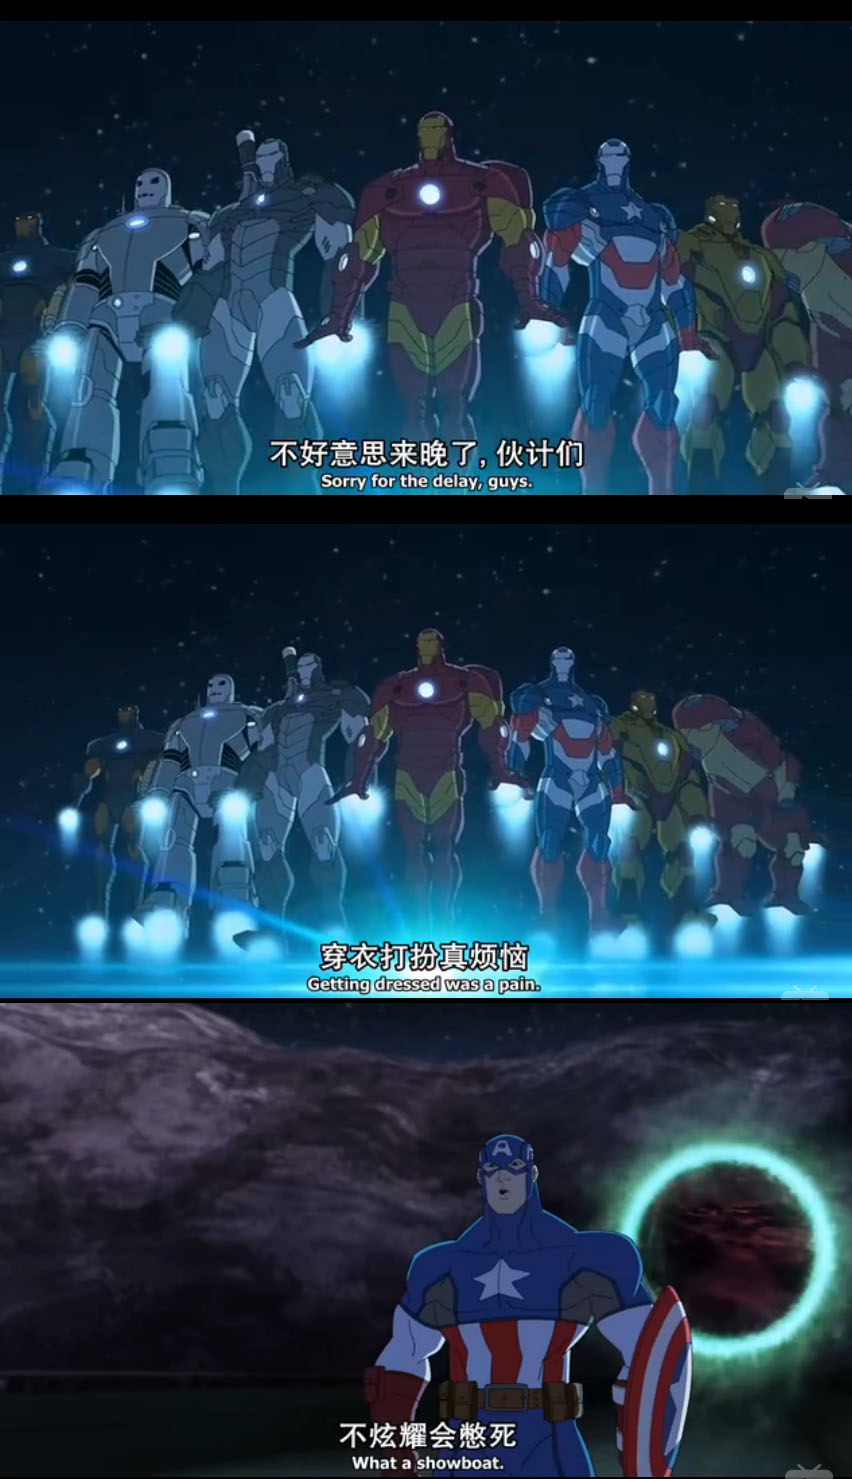 不好意思来晚了, 伙计们
Sorry for the delay, guys.
穿衣打扮真烦恼
Getting dressed was a pain.
A
不炫耀会憋死
What a showboat.